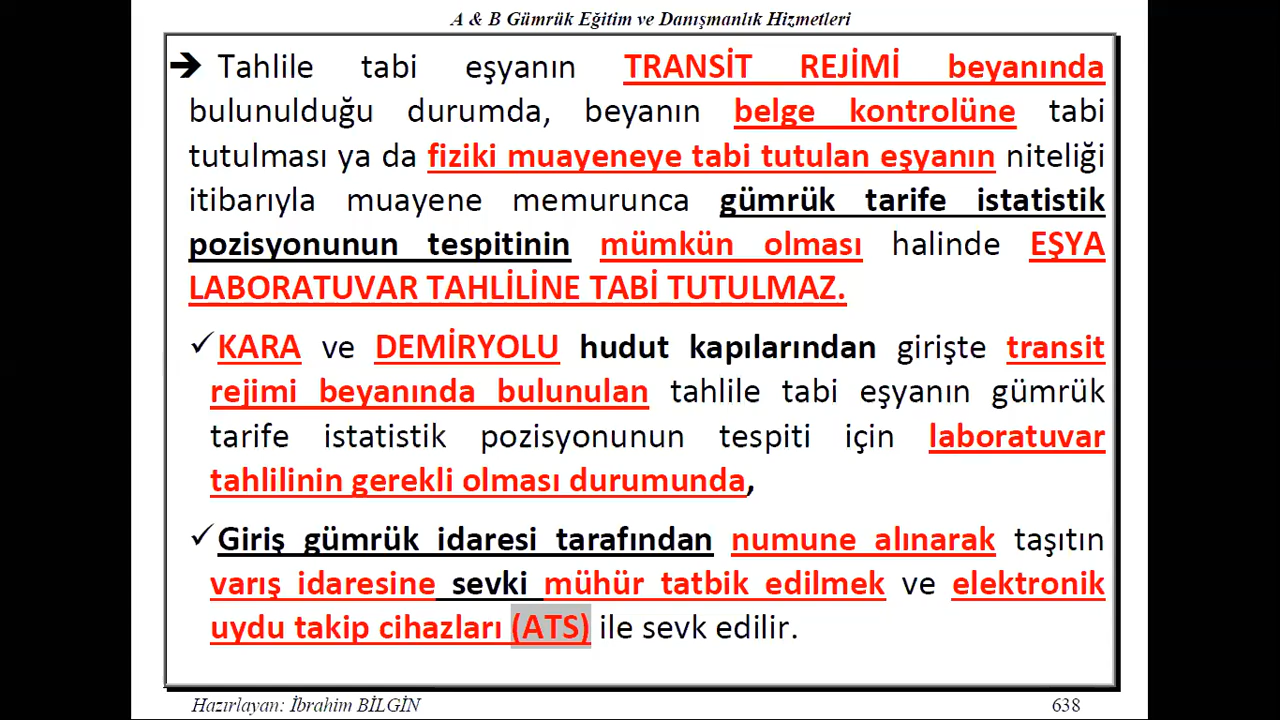 A & B Gümrük Eğitim ve Danışmanlık Hizmetleri
➔ Tahlile tabi eşyanın TRANSİT REJİMİ beyanında
bulunulduğu durumda, beyanın belge kontrolüne tabi
tutulması ya da fiziki muayeneye tabi tutulan eşyanın niteliği
itibarıyla muayene memurunca gümrük tarife istatistik
pozisyonunun tespitinin mümkün olması halinde EŞYA
LABORATUVAR TAHLİLİNE TABİ TUTULMAZ.
✓ KARA ve DEMİRYOLU hudut kapılarından girişte transit
rejimi beyanında bulunulan tahlile tabi eşyanın gümrük
tarife istatistik pozisyonunun tespiti için laboratuvar
tahlilinin gerekli olması durumunda,
✓ Giriş gümrük idaresi tarafından numune alınarak taşıtın
varış idaresine sevki mühür tatbik edilmek ve elektronik
uydu takip cihazları (ATS) ile sevk edilir.
Hazırlayan: İbrahim BİLGİN 638